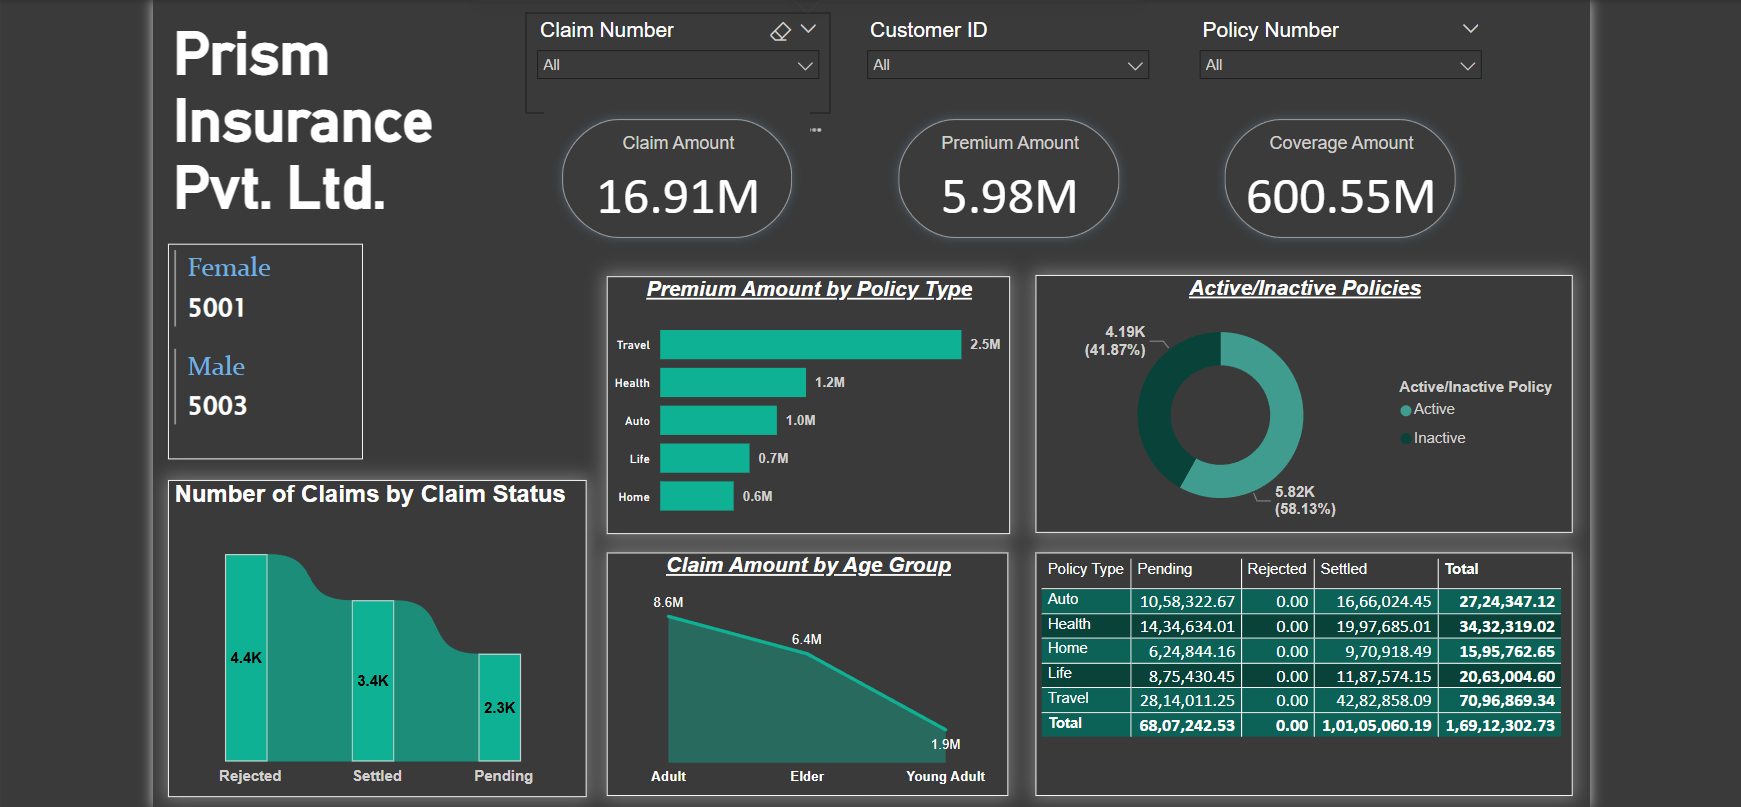 Prism
Insurance
Pvt. Ltd.
Claim Number
All
Customer ID
All
Policy Number
All
Claim Amount
16.91M
Premium Amount
5.98M
Coverage Amount
600.55M
Female
5001
Male
5003
Premium Amount by Policy Type
Travel 2.5M
Health 1.2M
Auto 1.0M
Life 0.7M
Home 0.6M
Active/Inactive Policies
4.19K
(41.87%)
5.82K
(58.13%)
Active/Inactive Policy
Active
Inactive
Number of Claims by Claim Status
4.4K
3.4K
2.3K
Rejected Settled Pending
Claim Amount by Age Group
8.6M
6.4M
1.9M
Adult Elder Young Adult
Policy Type Pending Rejected Settled Total
Auto 10,58,322.67 0.00 16,66,024.45 27,24,347.12
Health 14,34,634.01 0.00 19,97,685.01 34,32,319.02
Home 6,24,844.16 0.00 9,70,918.49 15,95,762.65
Life 8,75,430.45 0.00 11,87,574.15 20,63,004.60
Travel 28,14,011.25 0.00 42,82,858.09 70,96,869.34
Total 68,07,242.53 0.00 1,01,05,060.19 1,69,12,302.73